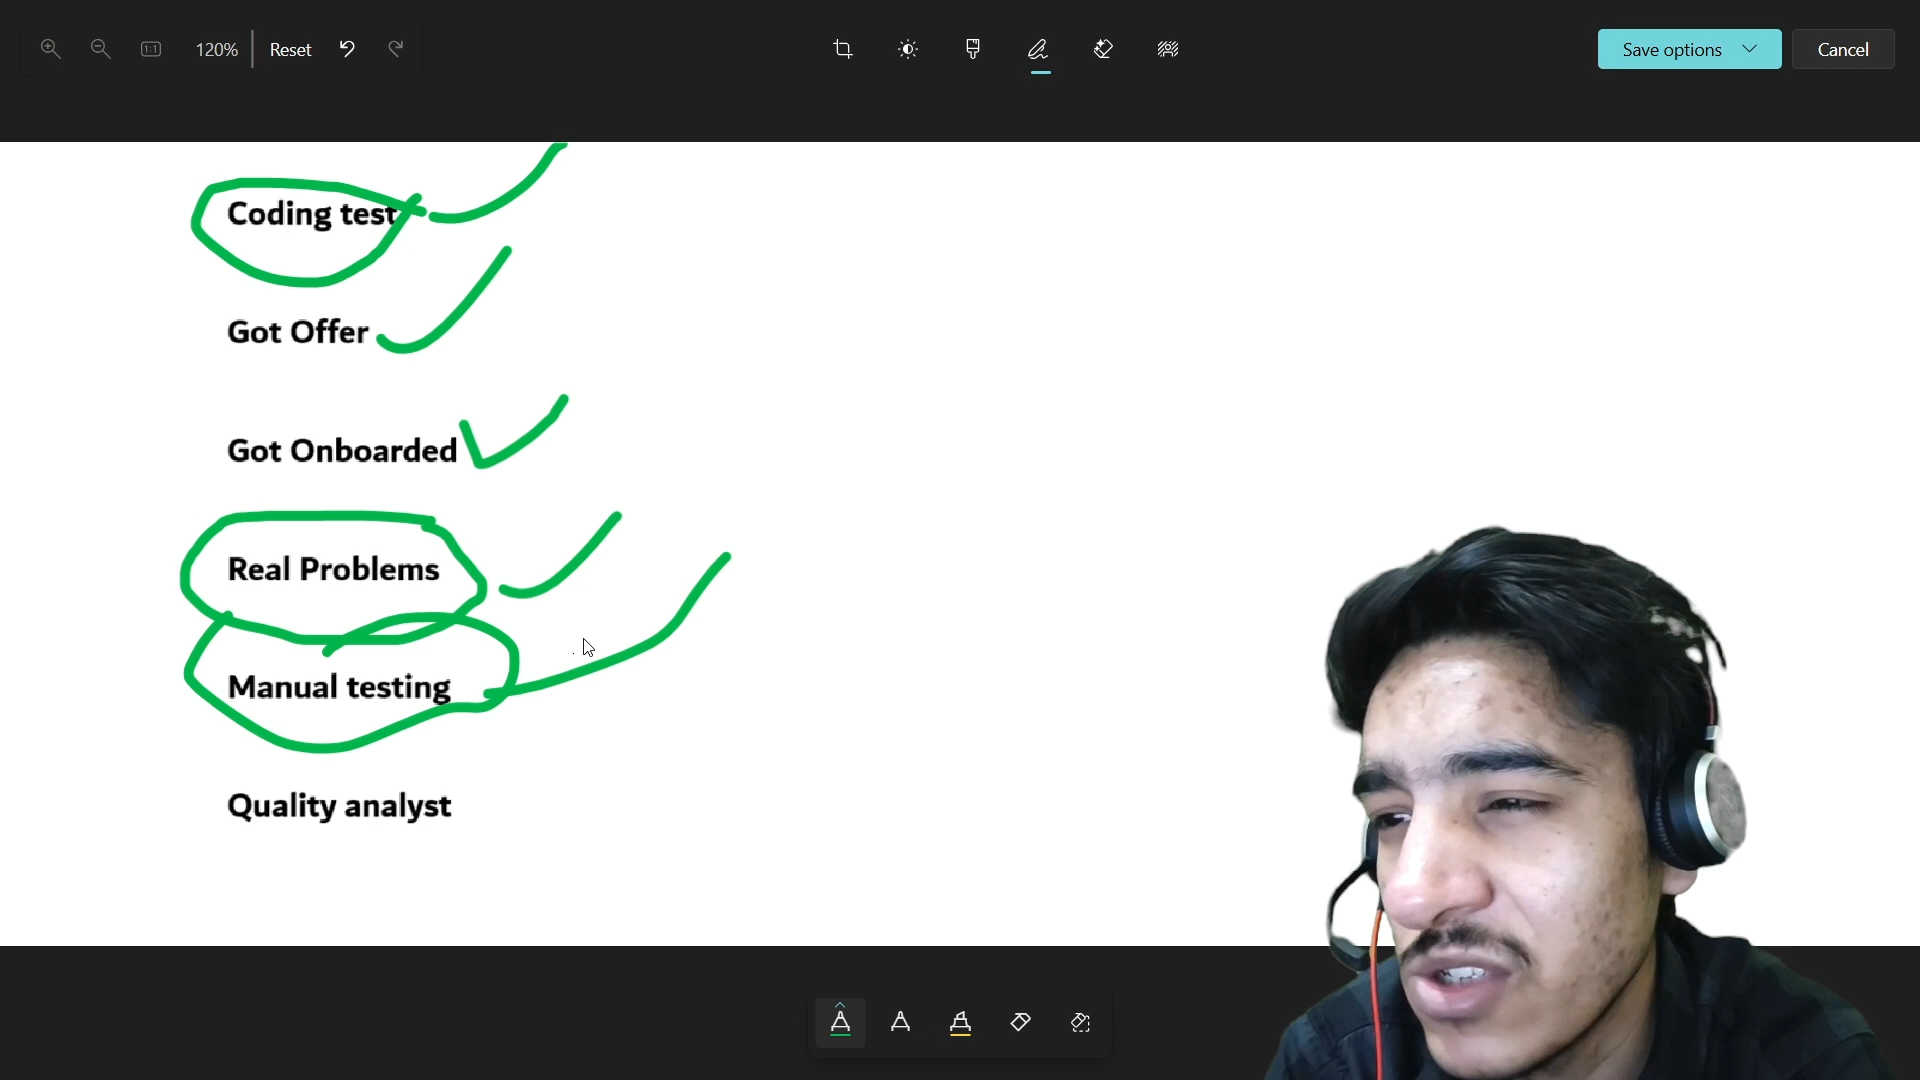 120%
Reset
Save options
Cancel
Coding test
Got Offer
Got Onboarded
Real Problems
Manual testing
Quality analyst